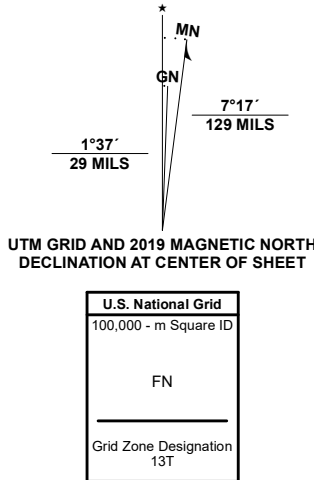 ★
MN
GN
7°17´
129 MILS
1°37´
29 MILS
UTM GRID AND 2019 MAGNETIC NORTH
DECLINATION AT CENTER OF SHEET
U.S. National Grid
100,000 - m Square ID
FN
Grid Zone Designation
13T